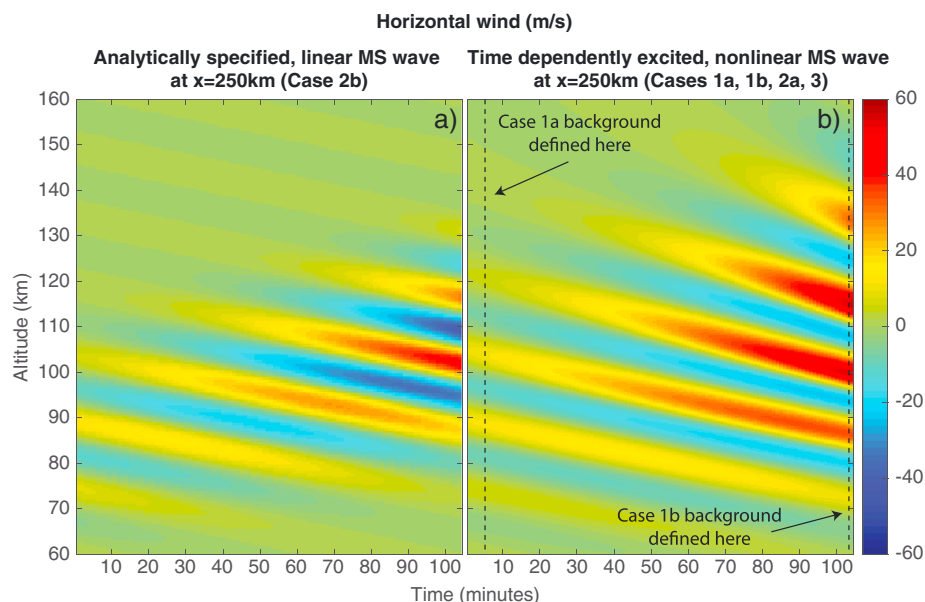 Horizontal wind (m/s)
Analytically specified, linear MS wave
at x=250km (Case 2b)
Time dependently excited, nonlinear MS wave
at x=250km (Cases 1a, 1b, 2a, 3)
a)
b)
Case 1a background
defined here
Case 1b background
defined here
Altitude (km)
160
150
140
130
120
110
100
90
80
70
60
10 20 30 40 50 60 70 80 90 100
10 20 30 40 50 60 70 80 90 100
Time (minutes)
60
40
20
0
-20
-40
-60